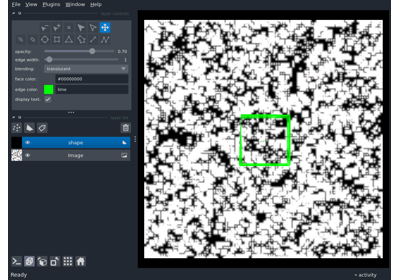 File View Plugins Window Help
opacity: 0.70
edge width: 1
blending: translucent
face color: #00000000
edge color: lime
display text: ✓
shape
image
Ready
activity